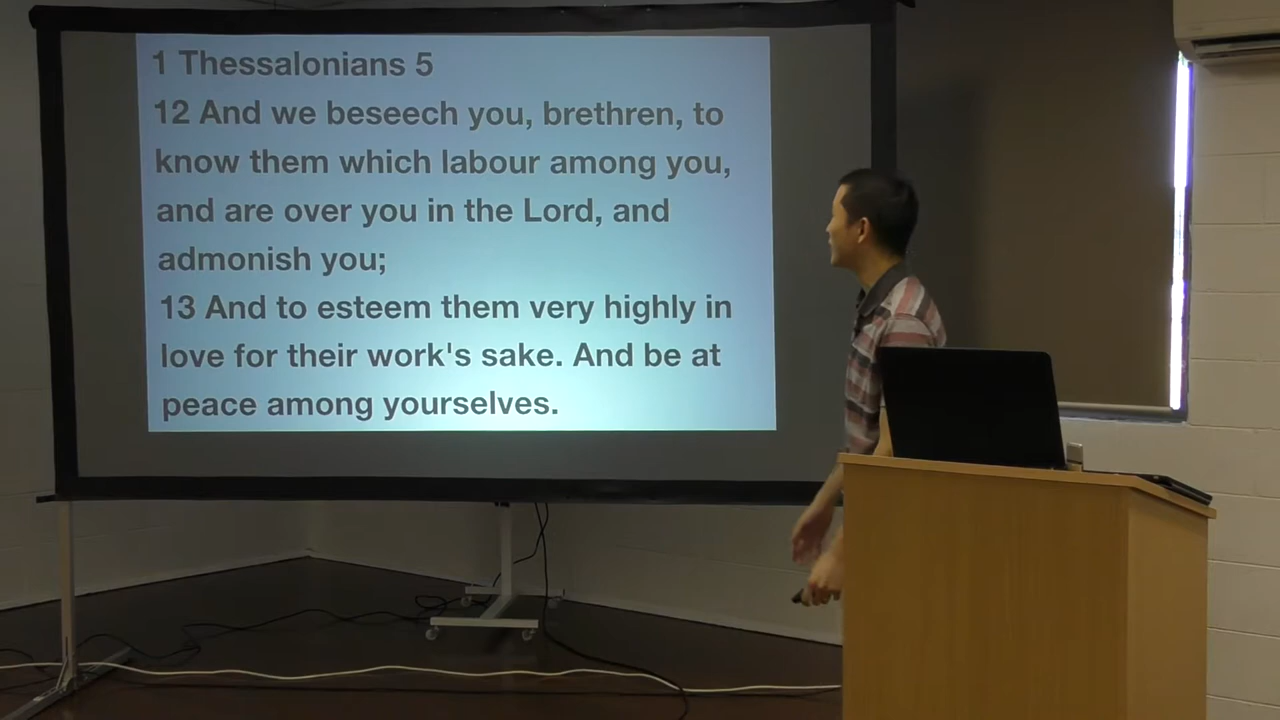 1 Thessalonians 5
12 And we beseech you, brethren, to
know them which labour among you,
and are over you in the Lord, and
admonish you;
13 And to esteem them very highly in
love for their work's sake. And be at
peace among yourselves.